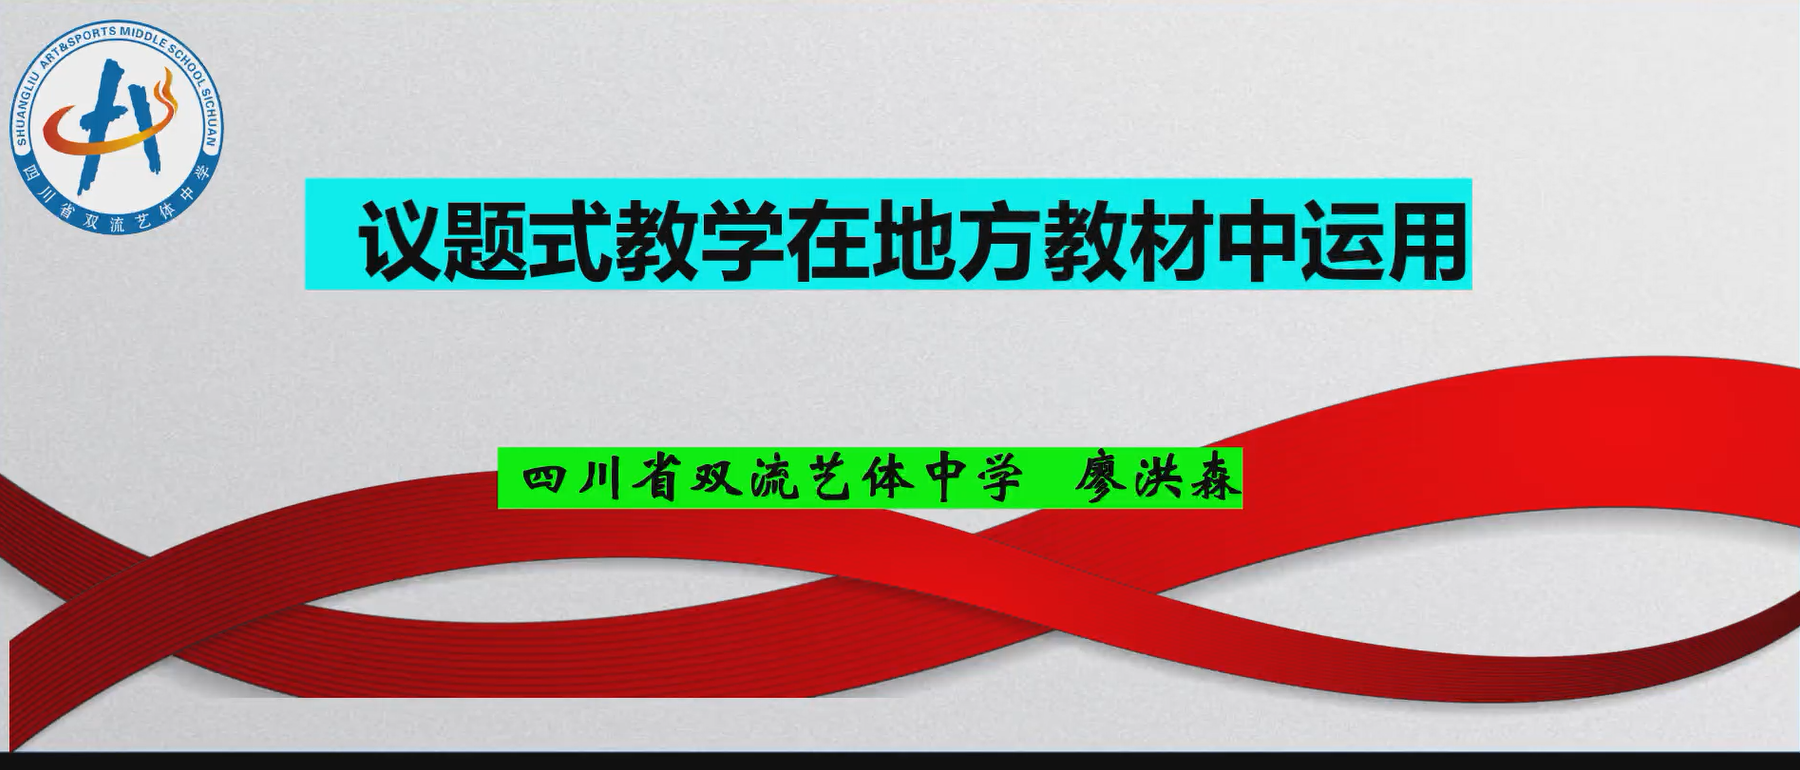 SHUANGLIU ART&SPORTS MIDDLE SCHOOL SICHUAN
四川省双流艺体中学
议题式教学在地方教材中运用
四川省双流艺体中学 廖洪森